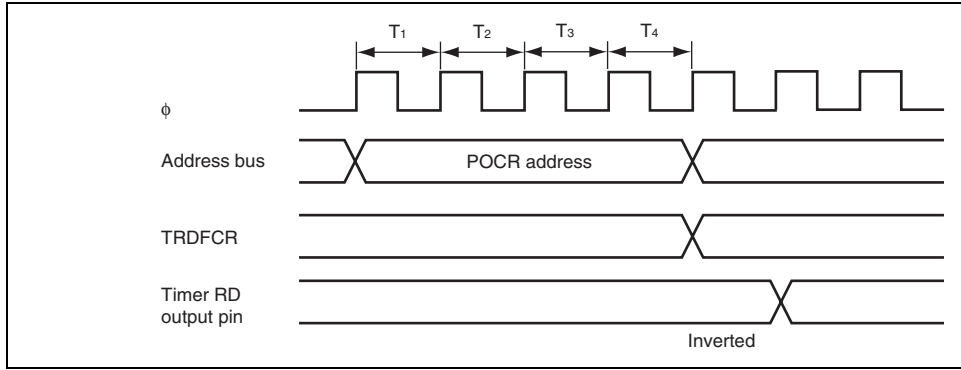 T1 T2 T3 T4
ϕ
Address bus
POCR address
TRDFCR
Timer RD
output pin
Inverted